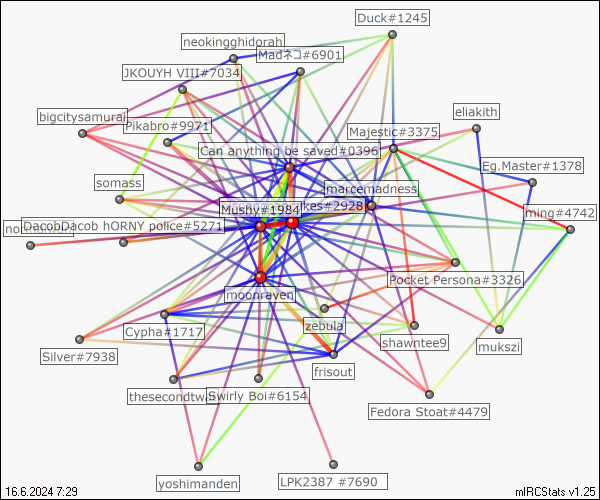 Duck#1245
neokingghidorah
Madネコ#6901
JKOUYH VIII#7034
bigcitysamurai
Pikabro#9971
eliakith
Majestic#3375
Can anything be saved#0396
Eg.Master#1378
somass
marcemadness
Mushy#1984
kes#2928
ming#4742
DacobDacob hORNY police#5271
Pocket Persona#3326
moonraven
zebula
Cypha#1717
shawntee9
mukszi
Silver#7938
frisout
thesecondtwin
Swirly Boi#6154
Fedora Stoat#4479
yoshimanden
LPK2387 #7690
16.6.2024 7:29
mIRCStats v1.25